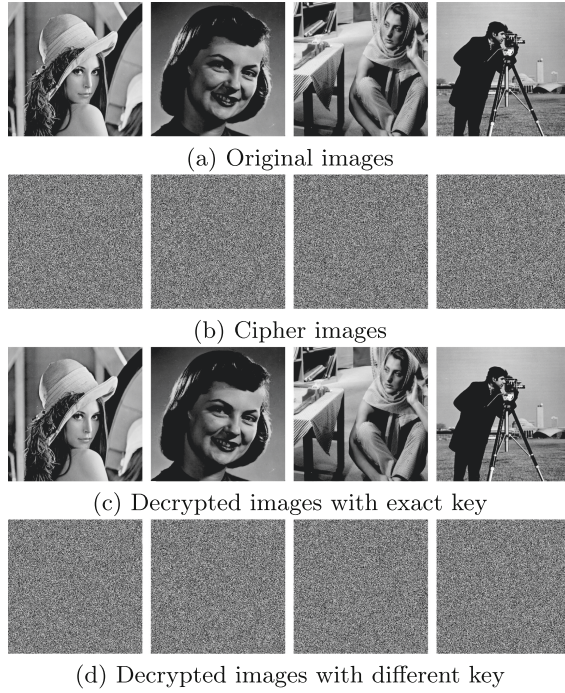 (a) Original images
(b) Cipher images
(c) Decrypted images with exact key
(d) Decrypted images with different key